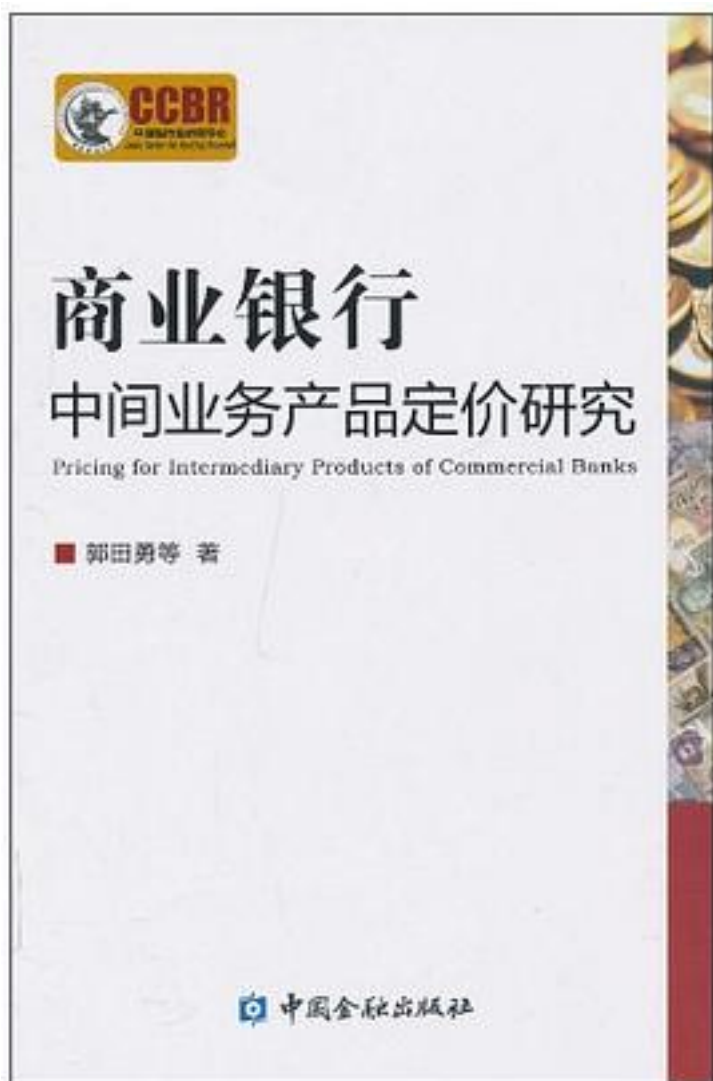 CCBR
商业银行
中间业务产品定价研究
Pricing for Intermediary Products of Commercial Banks
郭田勇等 著
中国金融出版社